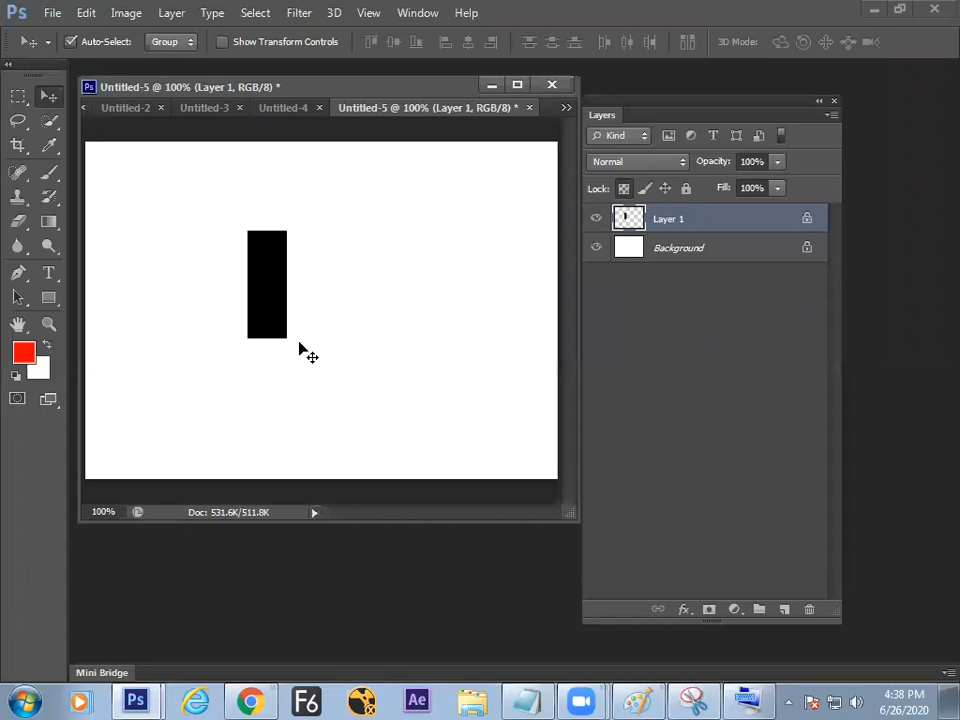 Ps File Edit Image Layer Type Select Filter 3D View Window Help
Auto-Select: Group Show Transform Controls 3D Mode:
Ps Untitled-5 @ 100% (Layer 1, RGB/8) *
Untitled-2 × Untitled-3 × Untitled-4 × Untitled-5 @ 100% (Layer 1, RGB/8) * ×
Layers
Kind
Normal Opacity: 100%
Lock: Fill: 100%
Layer 1
Background
T
100% Doc: 531.6K/511.8K
fx
Mini Bridge
Ps F6 Ae
4:38 PM
6/26/2020